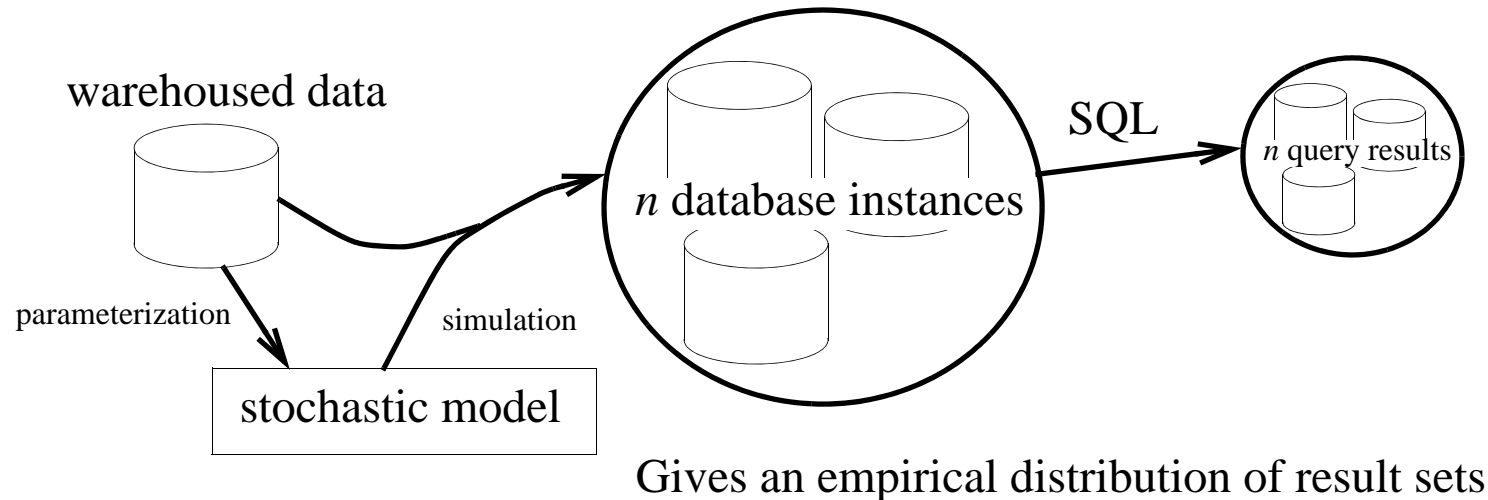 warehoused data
SQL
n query results
n database instances
parameterization
simulation
stochastic model
Gives an empirical distribution of result sets